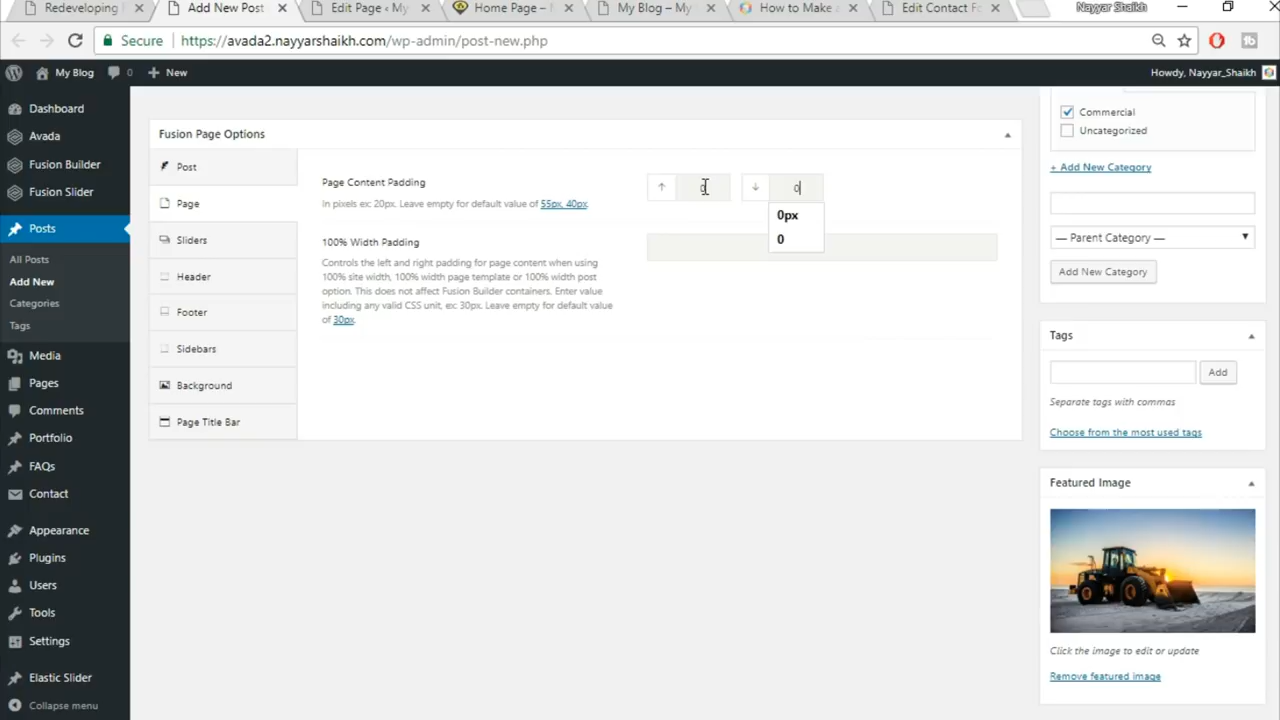 Redeveloping
Add New Post
Edit Page ‹ My
Home Page –
My Blog – My
How to Make
Edit Contact Fo
Nayyar Shaikh
Secure
https://avada2.nayyarshaikh.com/wp-admin/post-new.php
My Blog
0
New
Howdy, Nayyar_Shaikh
Dashboard
Avada
Fusion Builder
Fusion Slider
Posts
All Posts
Add New
Categories
Tags
Media
Pages
Comments
Portfolio
FAQs
Contact
Appearance
Plugins
Users
Tools
Settings
Elastic Slider
Collapse menu
Fusion Page Options
Post
Page
Sliders
Header
Footer
Sidebars
Background
Page Title Bar
Page Content Padding
In pixels ex: 20px. Leave empty for default value of 55px, 40px.
0
0
0px
0
100% Width Padding
Controls the left and right padding for page content when using
100% site width, 100% width page template or 100% width post
option. This does not affect Fusion Builder containers. Enter value
including any valid CSS unit, ex: 30px. Leave empty for default value
of 30px.
Commercial
Uncategorized
+ Add New Category
— Parent Category —
Add New Category
Tags
Add
Separate tags with commas
Choose from the most used tags
Featured Image
Click the image to edit or update
Remove featured image